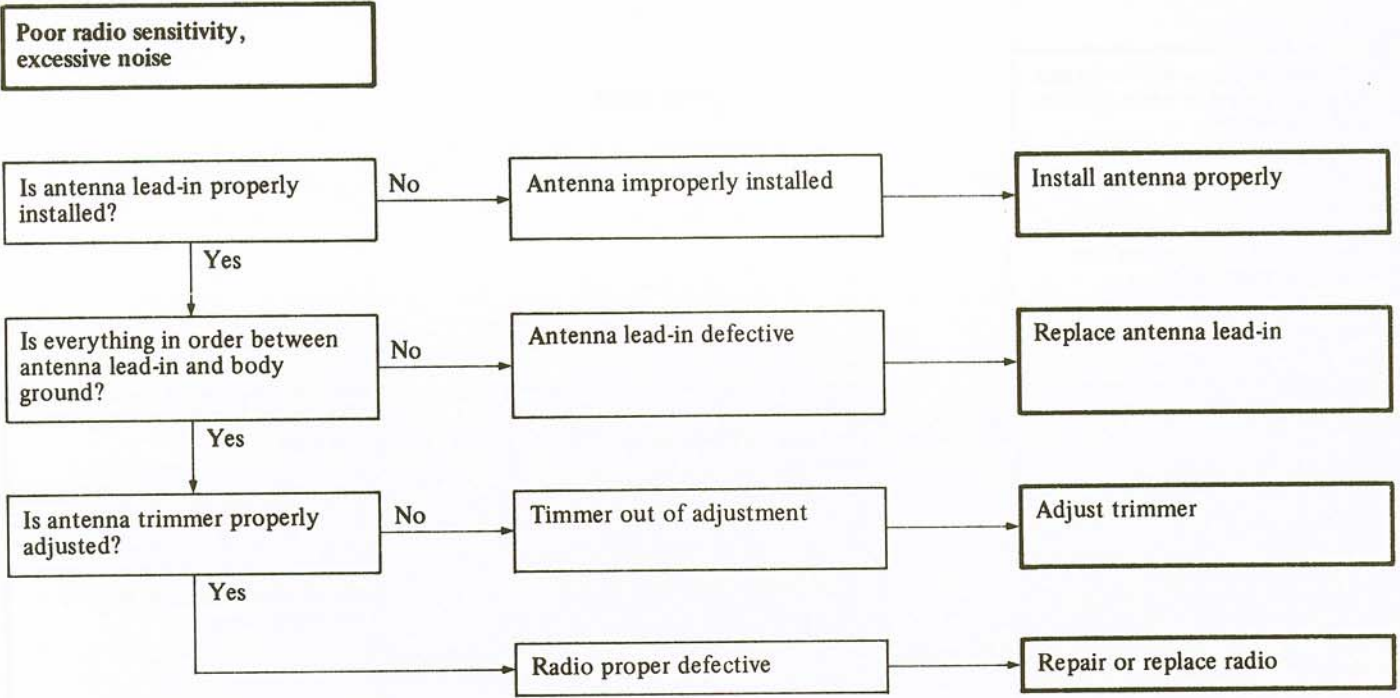 Poor radio sensitivity,
excessive noise
Is antenna lead-in properly
installed?
No
Antenna improperly installed
Install antenna properly
Yes
Is everything in order between
antenna lead-in and body
ground?
No
Antenna lead-in defective
Replace antenna lead-in
Yes
Is antenna trimmer properly
adjusted?
No
Timmer out of adjustment
Adjust trimmer
Yes
Radio proper defective
Repair or replace radio